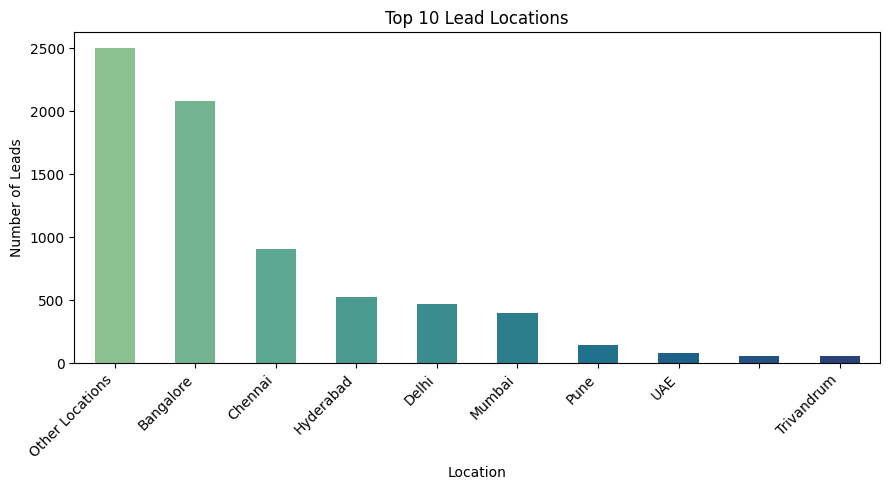 Top 10 Lead Locations
Number of Leads
2500
2000
1500
1000
500
0
Other Locations
Bangalore
Chennai
Hyderabad
Delhi
Mumbai
Pune
UAE
Trivandrum
Location